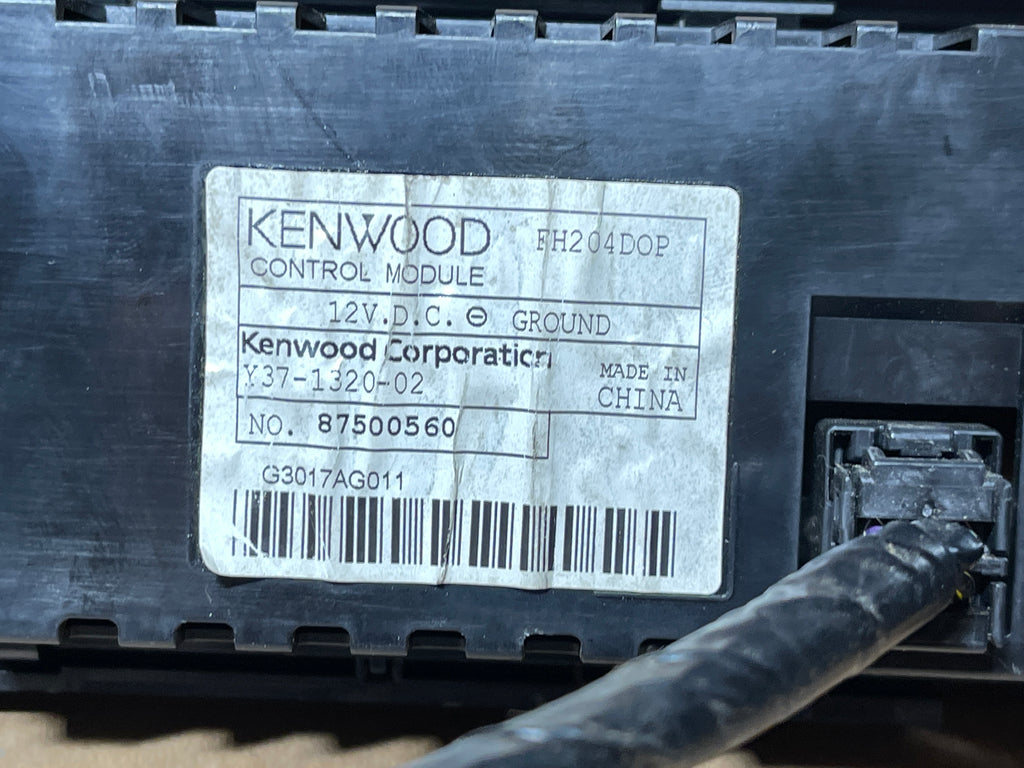 KENWOOD FH204DOP
CONTROL MODULE
12V.D.C. ⊖ GROUND
Kenwood Corporation
Y37-1320-02
MADE IN
CHINA
NO. 87500560
G3017AG011